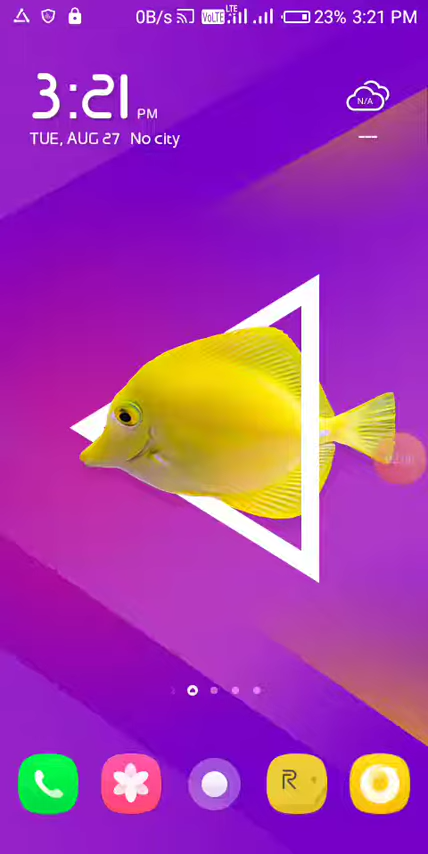 0B/s VoLTE LTE 23% 3:21 PM
3:21 PM
N/A
TUE, AUG 27 No city
R